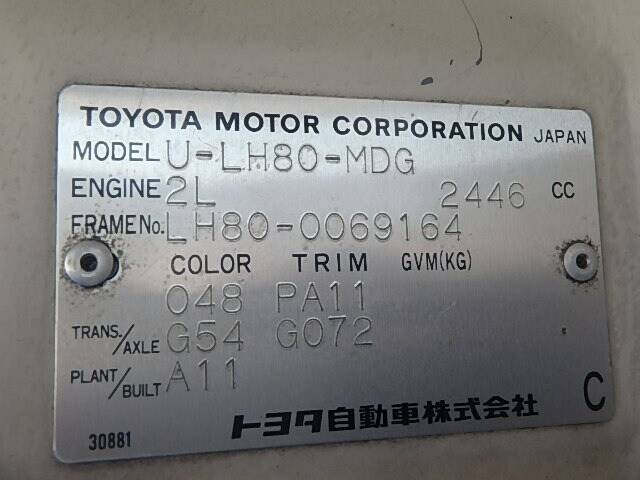 TOYOTA MOTOR CORPORATION JAPAN
MODEL U-LH80-MDG
ENGINE 2L 2446 CC
FRAME No. LH80-0069164
COLOR TRIM GVM(KG)
048 PA11
TRANS./AXLE G54 G072
PLANT/BUILT A11
トヨタ自動車株式会社 C
30881